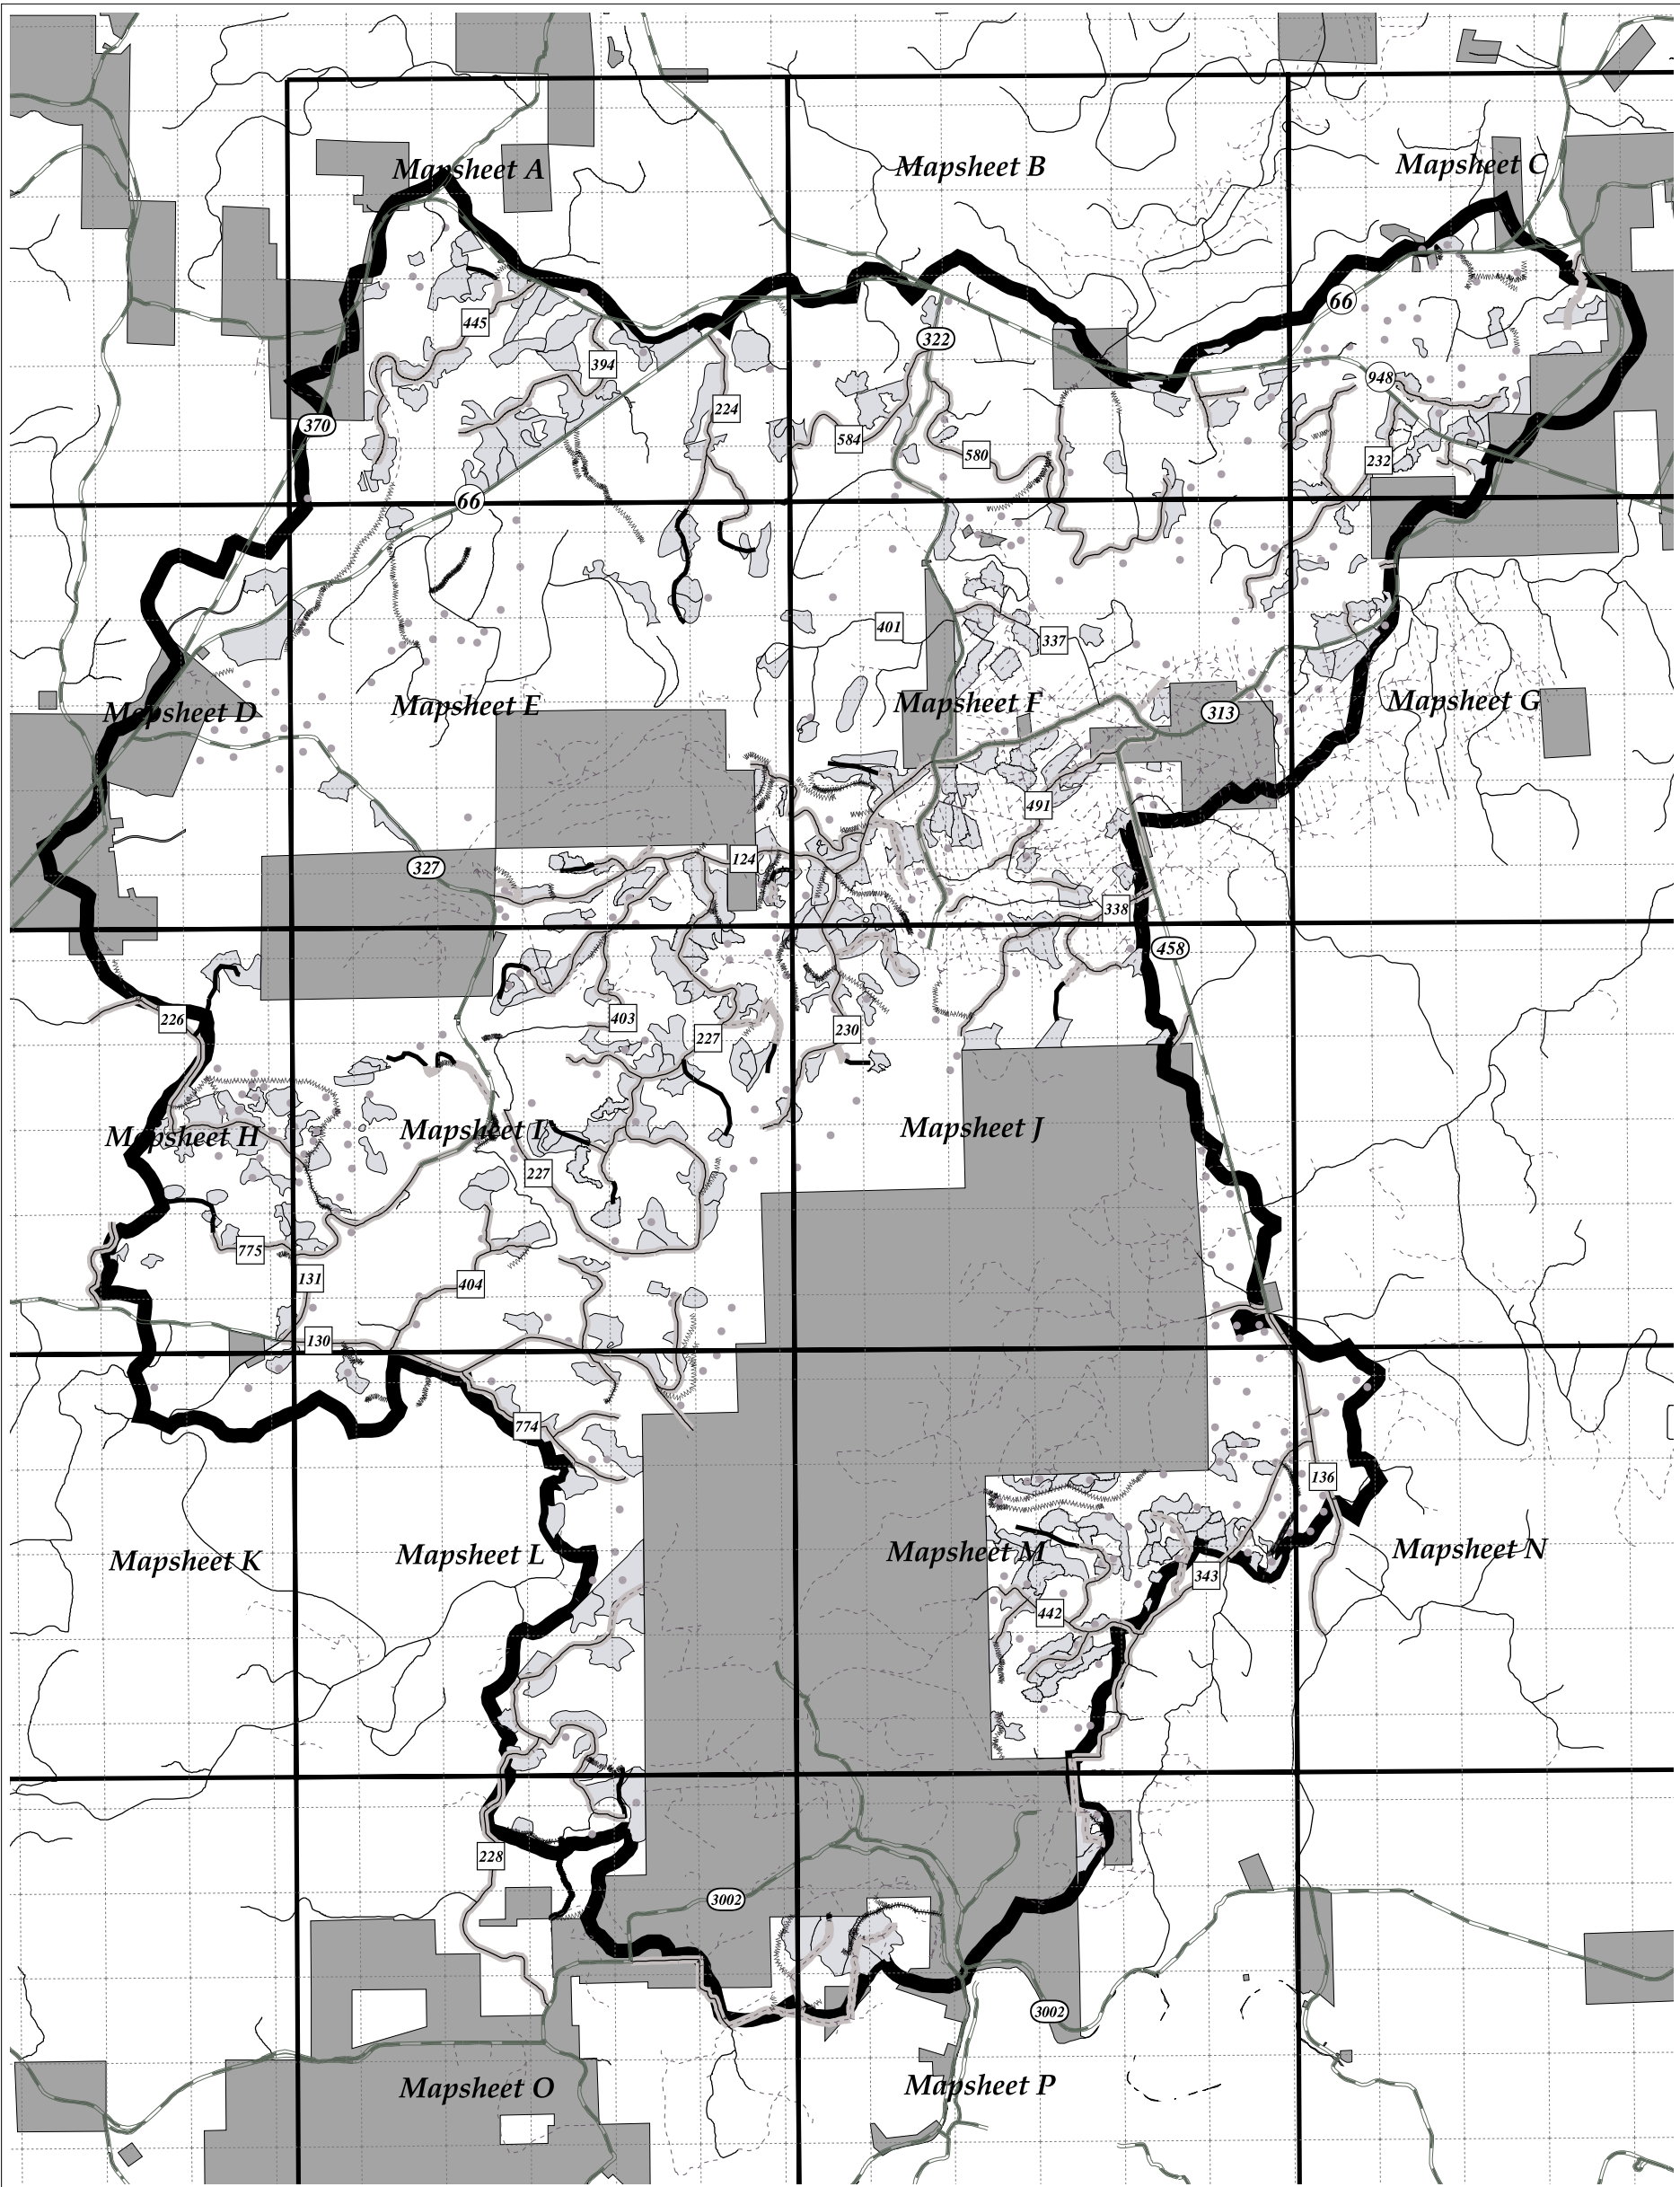 Mapsheet A
Mapsheet B
Mapsheet C
66
445
322
394
948
224
370
584
580
232
66
401
337
Mapsheet D
Mapsheet E
Mapsheet F
313
Mapsheet G
491
124
327
338
458
226
403
227
230
Mapsheet H
Mapsheet I
Mapsheet J
227
775
131
404
130
774
136
Mapsheet K
Mapsheet L
Mapsheet M
Mapsheet N
343
442
228
3002
3002
Mapsheet O
Mapsheet P